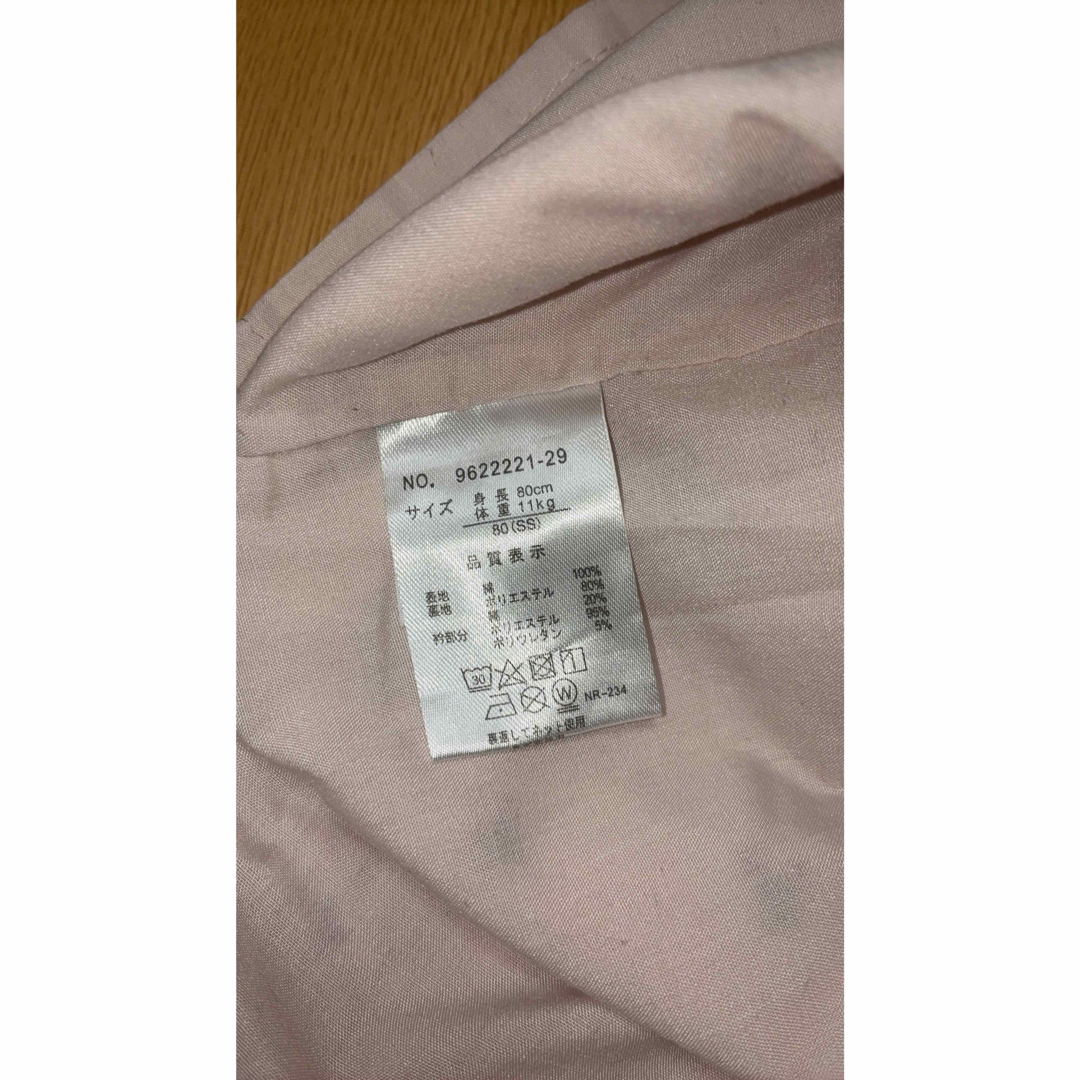 NO. 9622221-29
サイズ 身長 80cm
体重 11kg
80(SS)
品質表示
表地 綿 100%
裏地 ポリエステル 80%
綿 20%
衿部分 ポリエステル 95%
ポリウレタン 5%
30
W NR-234
裏返してネット使用